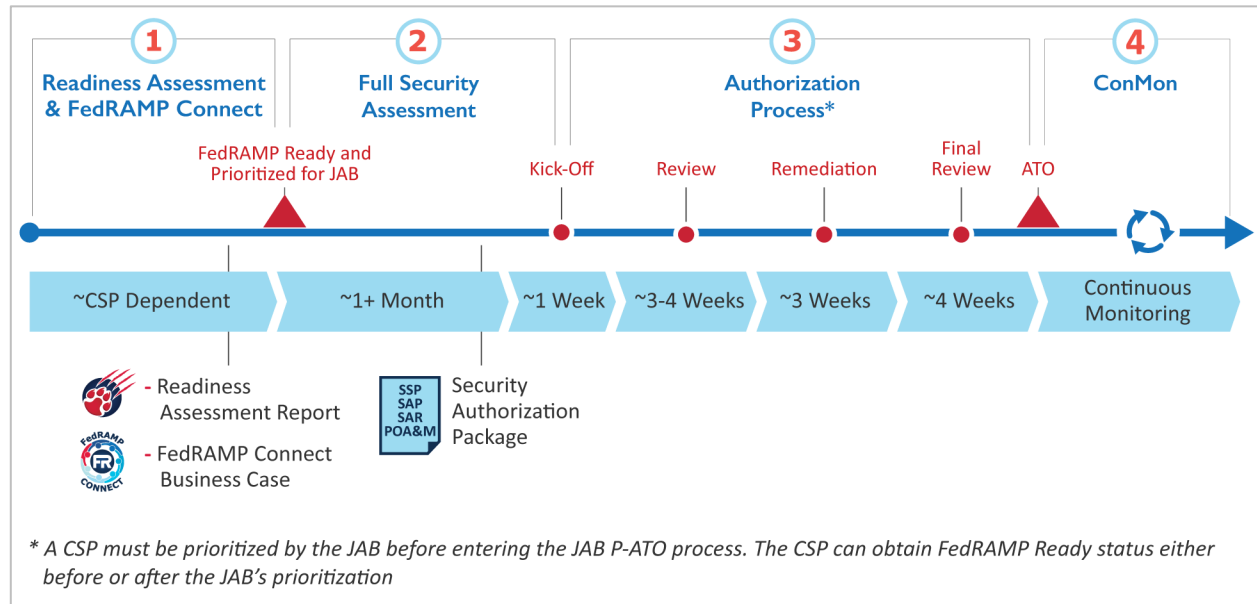 1
2
3
4
Readiness Assessment
& FedRAMP Connect
Full Security
Assessment
Authorization
Process*
ConMon
FedRAMP Ready and
Prioritized for JAB
Kick-Off
Review
Remediation
Final
Review
ATO
~CSP Dependent
~1+ Month
~1 Week
~3-4 Weeks
~3 Weeks
~4 Weeks
Continuous
Monitoring
- Readiness
Assessment Report
FedRAMP
FR
CONNECT
- FedRAMP Connect
Business Case
SSP
SAP
SAR
POA&M
Security
Authorization
Package
* A CSP must be prioritized by the JAB before entering the JAB P-ATO process. The CSP can obtain FedRAMP Ready status either
before or after the JAB's prioritization